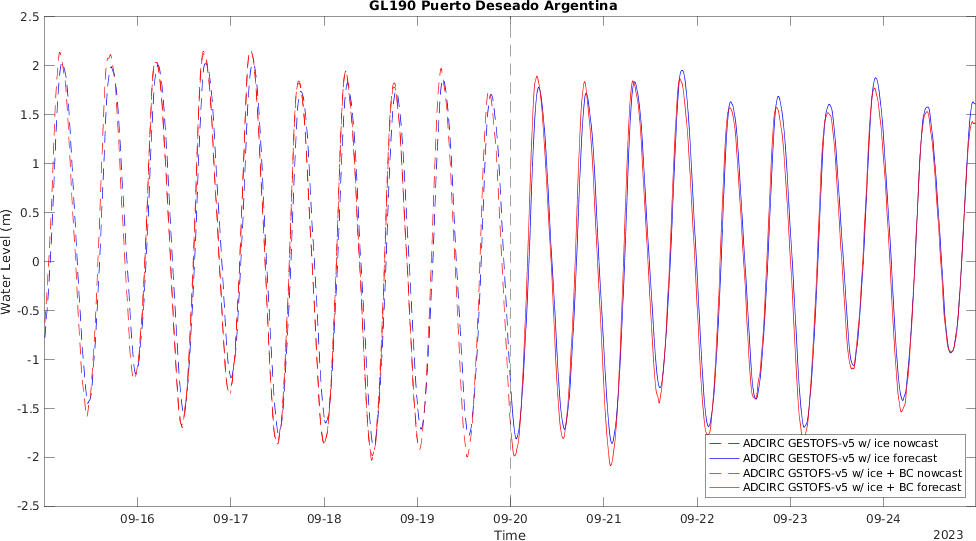 GL190 Puerto Deseado Argentina
2.5
2
1.5
1
0.5
0
-0.5
-1
-1.5
-2
-2.5
Water Level (m)
ADCIRC GESTOFS-v5 w/ ice nowcast
ADCIRC GESTOFS-v5 w/ ice forecast
ADCIRC GSTOFS-v5 w/ ice + BC nowcast
ADCIRC GSTOFS-v5 w/ ice + BC forecast
09-16 09-17 09-18 09-19 09-20 09-21 09-22 09-23 09-24
Time
2023